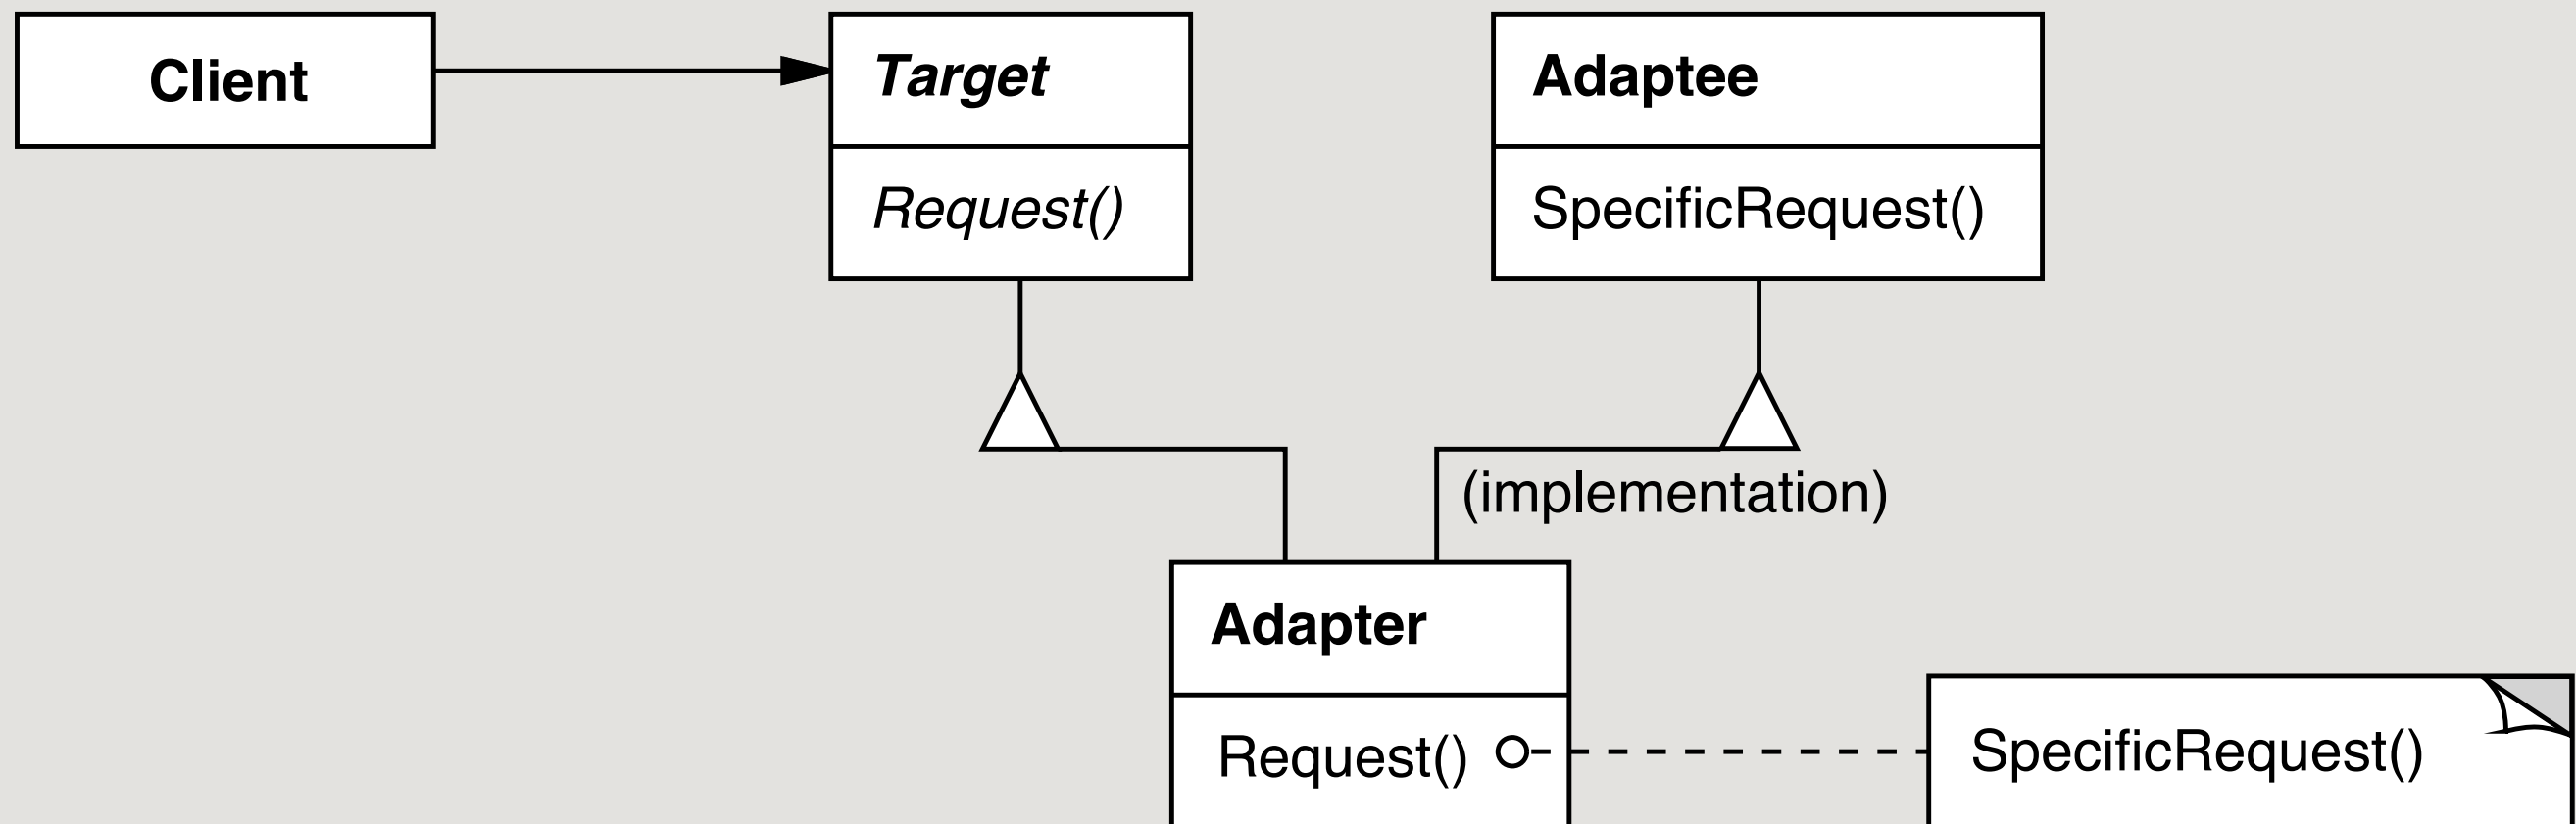 Client
Target
Request()
Adaptee
SpecificRequest()
(implementation)
Adapter
Request()
SpecificRequest()